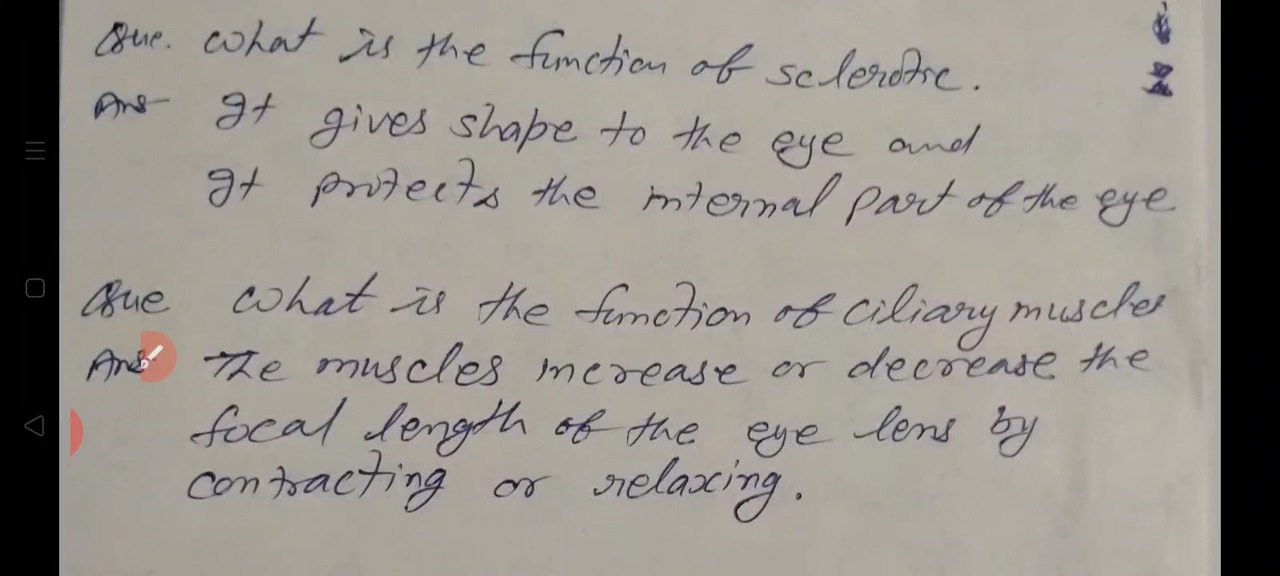 Que. What is the function of sclerotic.
Ans- It gives shape to the eye and
It protects the internal part of the eye
Que What is the function of ciliary muscles
Ans- The muscles increase or decrease the
focal length of the eye lens by
contracting or relaxing.